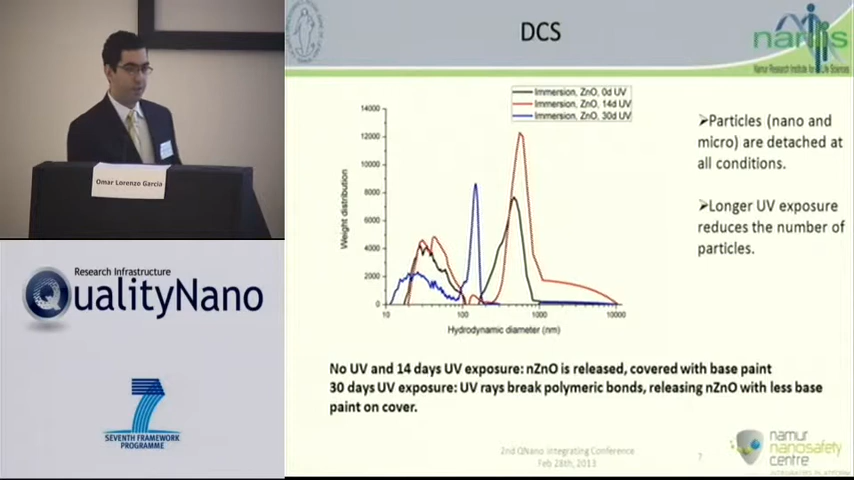 Omar Lorenzo Garcia
Research Infrastructure
QualityNano
7
SEVENTH FRAMEWORK
PROGRAMME
DCS
Namur Research Institute for Life Sciences
Immersion, ZnO, 0d UV
Immersion, ZnO, 14d UV
Immersion, ZnO, 30d UV
14000
12000
10000
8000
6000
4000
2000
0
Weight distribution
10
100
1000
10000
Hydrodynamic diameter (nm)
➢Particles (nano and
micro) are detached at
all conditions.
➢Longer UV exposure
reduces the number of
particles.
No UV and 14 days UV exposure: nZnO is released, covered with base paint
30 days UV exposure: UV rays break polymeric bonds, releasing nZnO with less base
paint on cover.
2nd QNano Integrating Conference
Feb 28th, 2013
7
namur
nanosafety
centre